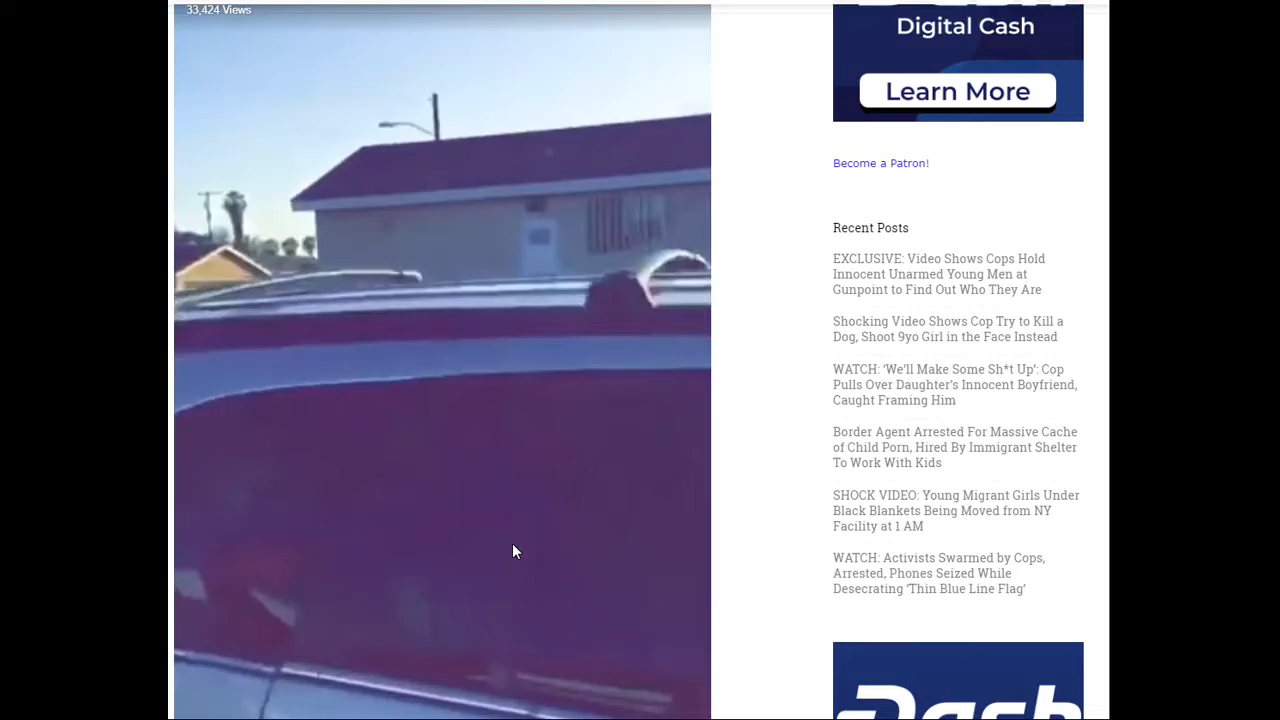 33,424 Views
Digital Cash
Learn More
Become a Patron!
Recent Posts
EXCLUSIVE: Video Shows Cops Hold
Innocent Unarmed Young Men at
Gunpoint to Find Out Who They Are
Shocking Video Shows Cop Try to Kill a
Dog, Shoot 9yo Girl in the Face Instead
WATCH: ‘We’ll Make Some Sh*t Up’: Cop
Pulls Over Daughter’s Innocent Boyfriend,
Caught Framing Him
Border Agent Arrested For Massive Cache
of Child Porn, Hired By Immigrant Shelter
To Work With Kids
SHOCK VIDEO: Young Migrant Girls Under
Black Blankets Being Moved from NY
Facility at 1 AM
WATCH: Activists Swarmed by Cops,
Arrested, Phones Seized While
Desecrating ‘Thin Blue Line Flag’
Dash